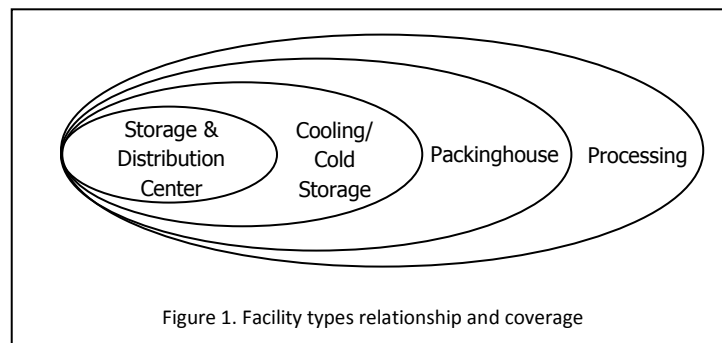 Storage &
Distribution
Center
Cooling/
Cold
Storage
Packinghouse
Processing
Figure 1. Facility types relationship and coverage